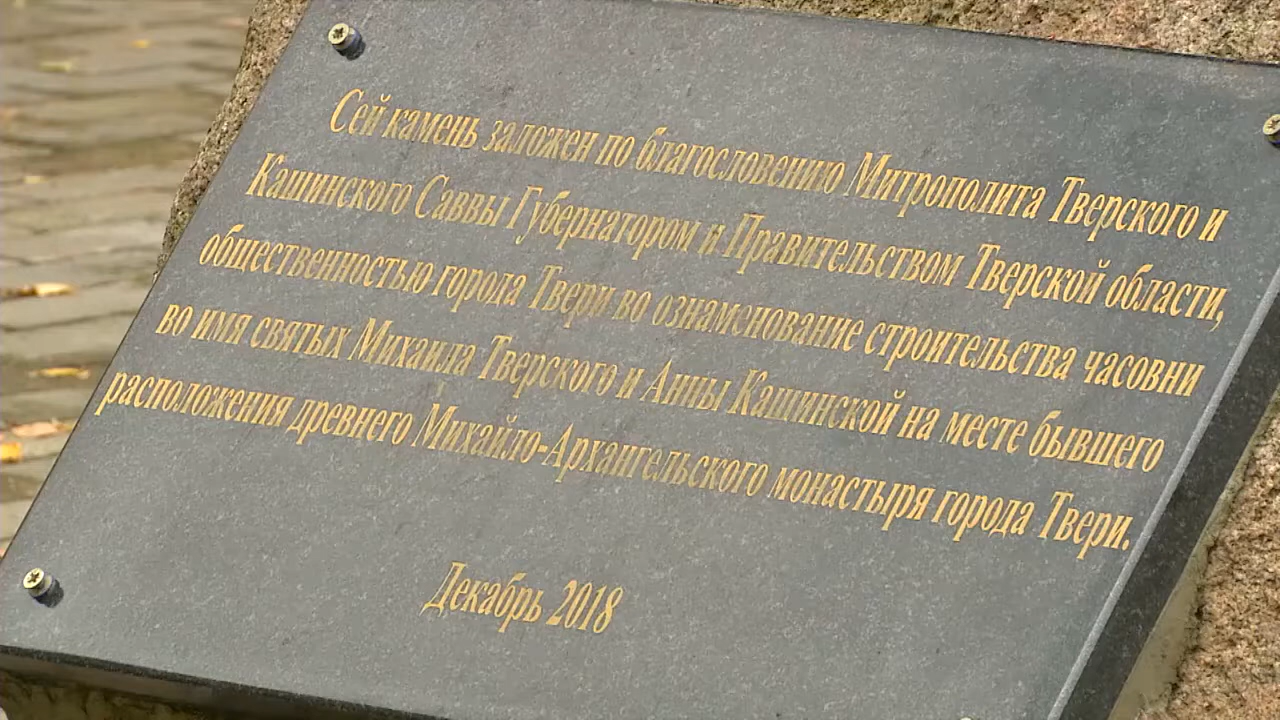 Сей камень заложен по благословению Митрополита Тверского и
Кашинского Саввы Губернатором и Правительством Тверской области,
общественностью города Твери во ознаменование строительства часовни
во имя святых Михаила Тверского и Анны Кашинской на месте бывшего
расположения древнего Михайло-Архангельского монастыря города Твери.
Декабрь 2018